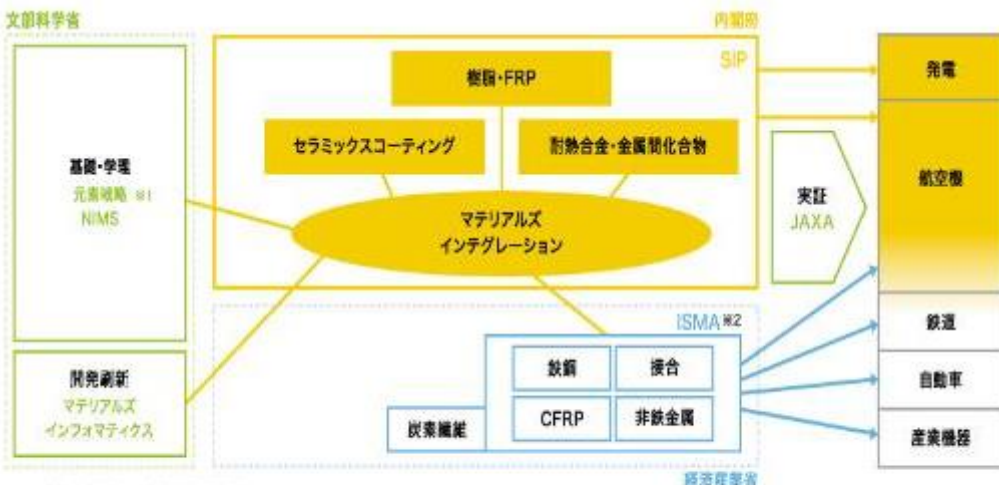 文部科学省
基礎・学理
元素戦略 ※1
NIMS
開発刷新
マテリアルズ
インフォマティクス
内閣府
SIP
樹脂・FRP
セラミックスコーティング
耐熱合金・金属間化合物
マテリアルズ
インテグレーション
ISMA ※2
鉄鋼
接合
CFRP
非鉄金属
炭素繊維
経済産業省
実証
JAXA
発電
航空機
鉄道
自動車
産業機器